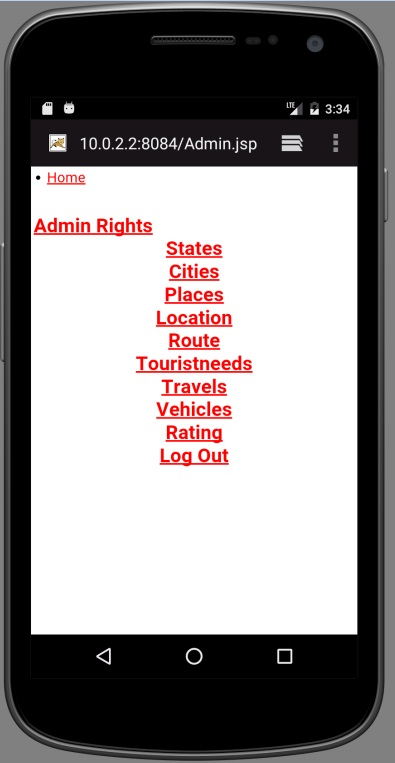 LTE 3:34
10.0.2.2:8084/Admin.jsp
• Home
Admin Rights
States
Cities
Places
Location
Route
Touristneeds
Travels
Vehicles
Rating
Log Out